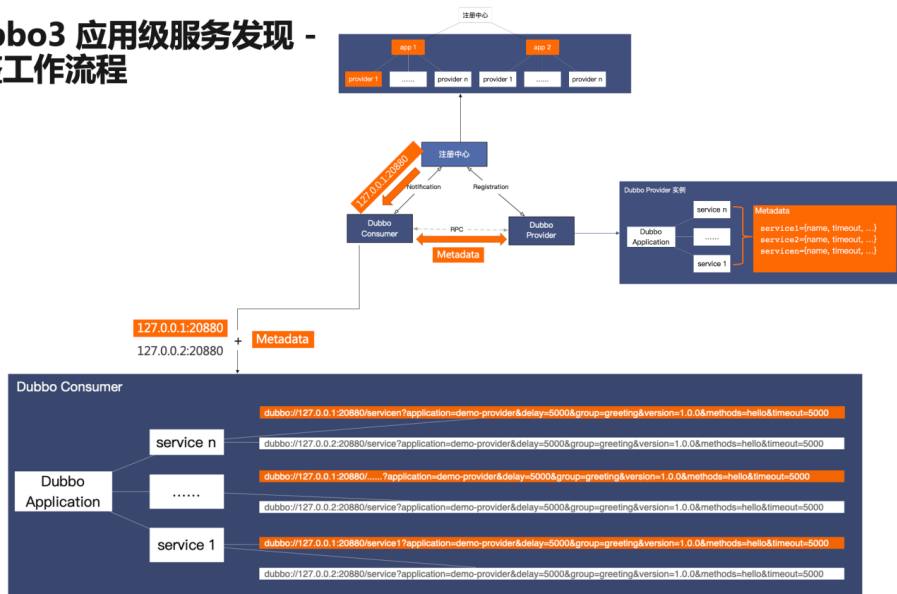 bbo3 应用级服务发现 -
工作流程
注册中心
app 1
app 2
provider 1
......
provider n
provider 1
......
provider n
注册中心
127.0.0.1:20880
Notification
Registration
Dubbo
Consumer
RPC
Metadata
Dubbo
Provider
Dubbo Provider 实例
Dubbo
Application
service n
......
service 1
Metadata
service1={name, timeout, ...}
service2={name, timeout, ...}
servicen={name, timeout, ...}
127.0.0.1:20880
127.0.0.2:20880
+
Metadata
Dubbo Consumer
Dubbo
Application
service n
......
service 1
dubbo://127.0.0.1:20880/servicen?application=demo-provider&delay=5000&group=greeting&version=1.0.0&methods=hello&timeout=5000
dubbo://127.0.0.2:20880/service?application=demo-provider&delay=5000&group=greeting&version=1.0.0&methods=hello&timeout=5000
dubbo://127.0.0.1:20880/......?application=demo-provider&delay=5000&group=greeting&version=1.0.0&methods=hello&timeout=5000
dubbo://127.0.0.2:20880/service?application=demo-provider&delay=5000&group=greeting&version=1.0.0&methods=hello&timeout=5000
dubbo://127.0.0.1:20880/service1?application=demo-provider&delay=5000&group=greeting&version=1.0.0&methods=hello&timeout=5000
dubbo://127.0.0.2:20880/service?application=demo-provider&delay=5000&group=greeting&version=1.0.0&methods=hello&timeout=5000